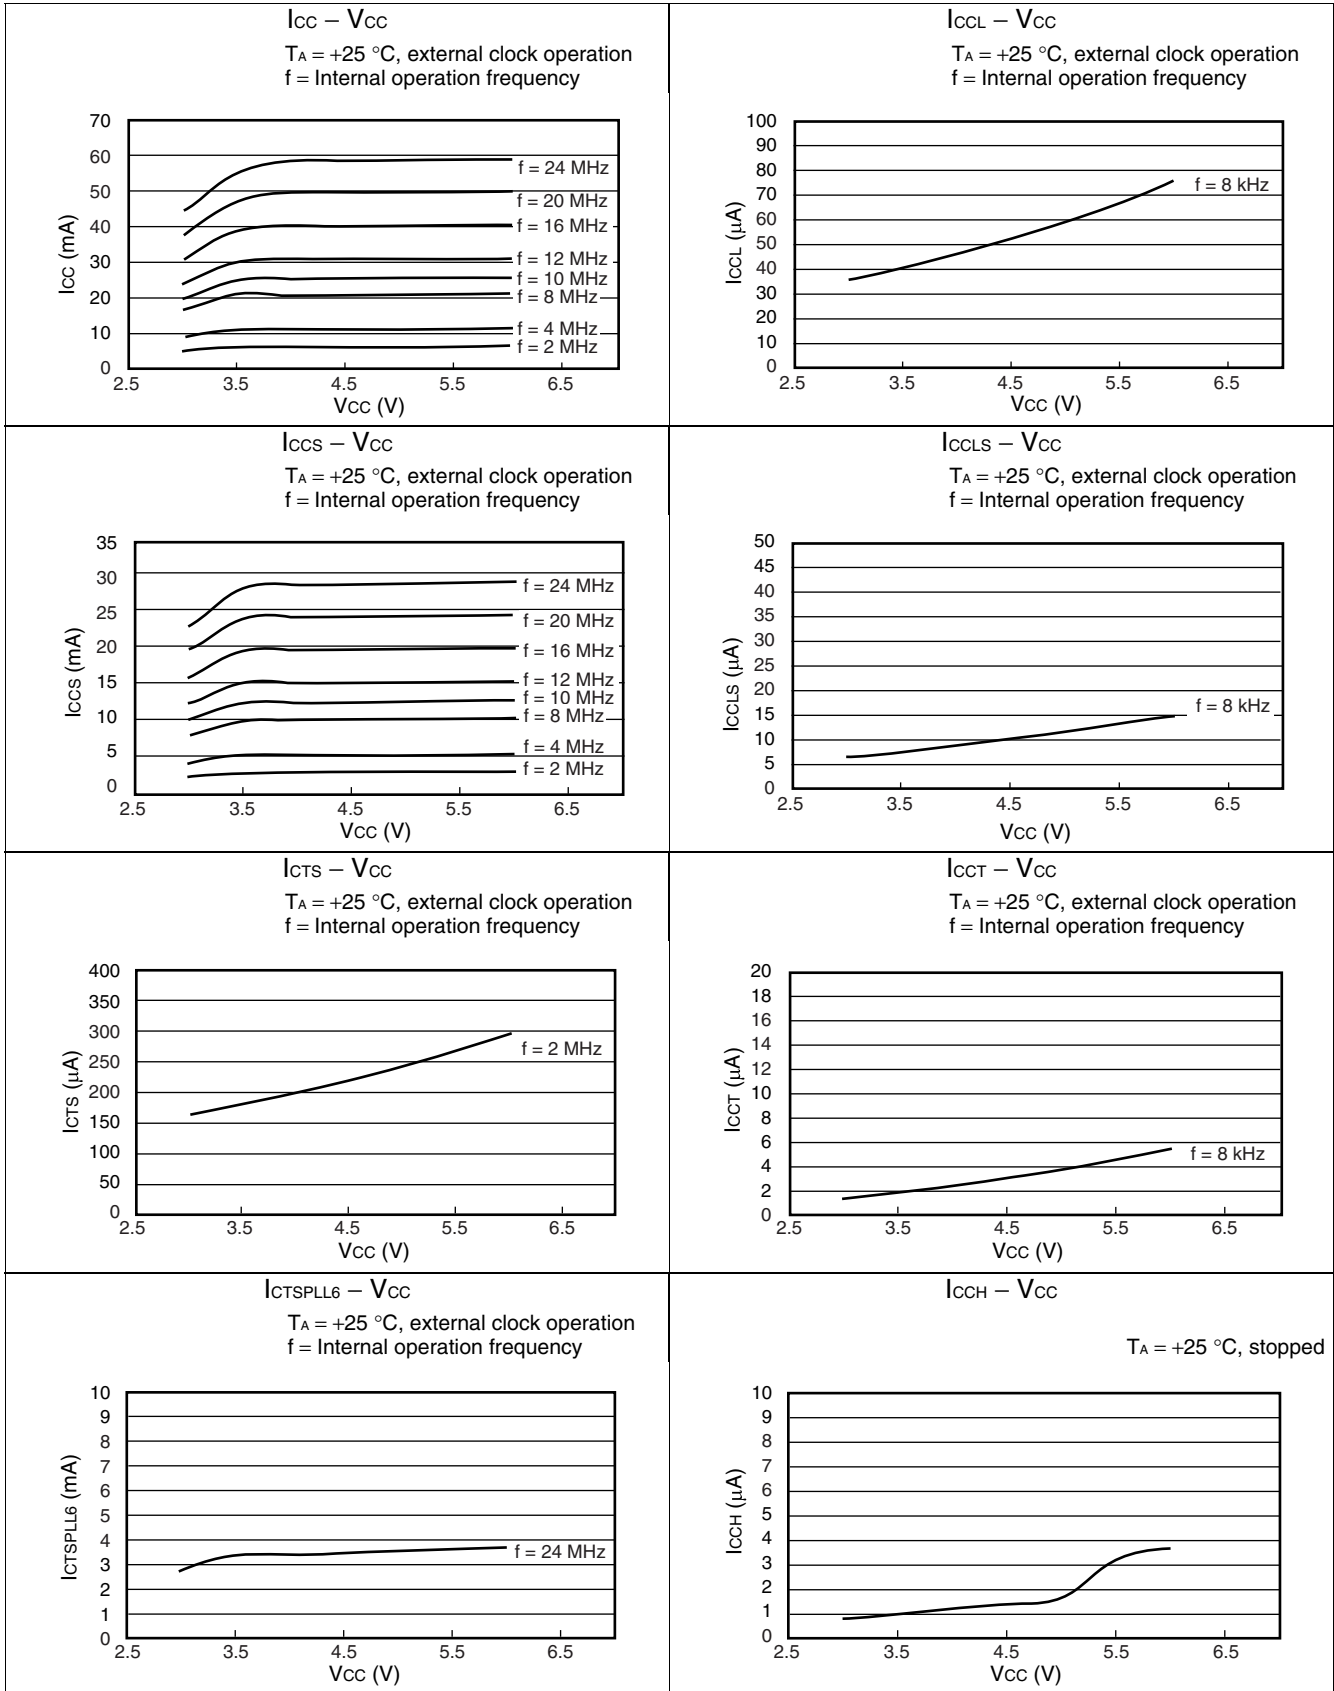 ICC – VCC
TA = +25 °C, external clock operation
f = Internal operation frequency
70
60
50
40
30
20
10
0
ICC (mA)
f = 24 MHz
f = 20 MHz
f = 16 MHz
f = 12 MHz
f = 10 MHz
f = 8 MHz
f = 4 MHz
f = 2 MHz
2.5 3.5 4.5 5.5 6.5
VCC (V)
ICCL – VCC
TA = +25 °C, external clock operation
f = Internal operation frequency
100
90
80
70
60
50
40
30
20
10
0
ICCL (μA)
f = 8 kHz
2.5 3.5 4.5 5.5 6.5
VCC (V)
ICCS – VCC
TA = +25 °C, external clock operation
f = Internal operation frequency
35
30
25
20
15
10
5
0
ICCS (mA)
f = 24 MHz
f = 20 MHz
f = 16 MHz
f = 12 MHz
f = 10 MHz
f = 8 MHz
f = 4 MHz
f = 2 MHz
2.5 3.5 4.5 5.5 6.5
VCC (V)
ICCLS – VCC
TA = +25 °C, external clock operation
f = Internal operation frequency
50
45
40
35
30
25
20
15
10
5
0
ICCLS (μA)
f = 8 kHz
2.5 3.5 4.5 5.5 6.5
VCC (V)
ICTS – VCC
TA = +25 °C, external clock operation
f = Internal operation frequency
400
350
300
250
200
150
100
50
0
ICTS (μA)
f = 2 MHz
2.5 3.5 4.5 5.5 6.5
VCC (V)
ICCT – VCC
TA = +25 °C, external clock operation
f = Internal operation frequency
20
18
16
14
12
10
8
6
4
2
0
ICCT (μA)
f = 8 kHz
2.5 3.5 4.5 5.5 6.5
VCC (V)
ICTSPLL6 – VCC
TA = +25 °C, external clock operation
f = Internal operation frequency
10
9
8
7
6
5
4
3
2
1
0
ICTSPLL6 (mA)
f = 24 MHz
2.5 3.5 4.5 5.5 6.5
VCC (V)
ICCH – VCC
TA = +25 °C, stopped
10
9
8
7
6
5
4
3
2
1
0
ICCH (μA)
2.5 3.5 4.5 5.5 6.5
VCC (V)